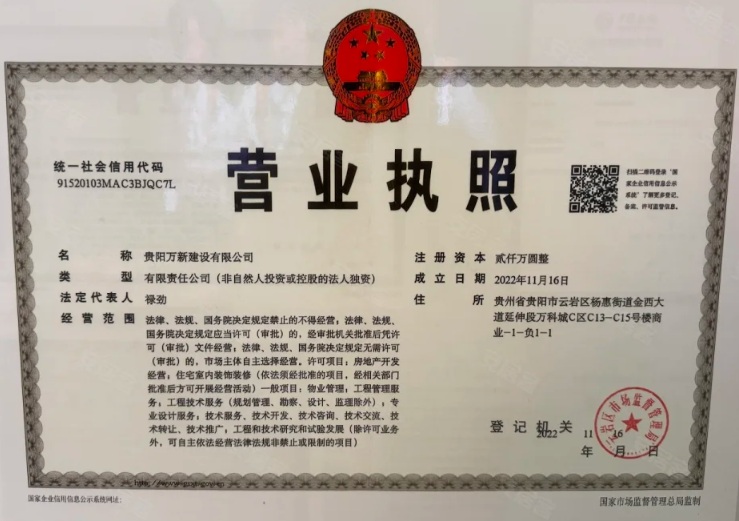 统一社会信用代码
91520103MAC3BJQC7L
营业执照
扫描二维码登录‘国
家企业信用信息公示
系统’了解更多登记、
备案、许可监督信息。
名称 贵阳万新建设有限公司
类型 有限责任公司（非自然人投资或控股的法人独资）
法定代表人 禄劲
经营范围 法律、法规、国务院决定规定禁止的不得经营；法律、法规、
国务院决定规定应当许可（审批）的，经审批机关批准后凭许
可（审批）文件经营；法律、法规、国务院决定规定无需许可
（审批）的，市场主体自主选择经营。许可项目：房地产开发
经营；住宅室内装饰装修（依法须经批准的项目，经相关部门
批准后方可开展经营活动）一般项目：物业管理；工程管理服
务；工程技术服务（规划管理、勘察、设计、监理除外）；专
业设计服务；技术服务、技术开发、技术咨询、技术交流、技
术转让、技术推广；工程和技术研究和试验发展（除许可业务
外，可自主依法经营法律法规非禁止或限制的项目）
注册资本 贰仟万圆整
成立日期 2022年11月16日
住所 贵州省贵阳市云岩区杨惠街道金西大
道延伸段万科城C区C13-C15号楼商
业-1-负1-1
登记机关
2022 11 16
年 月 日
云岩区市场监督管理局
国家企业信用信息公示系统网址：
国家市场监督管理总局监制